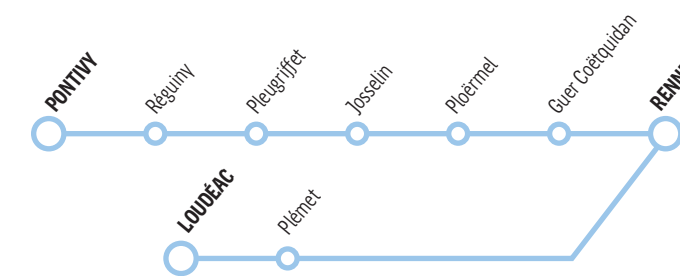 PONTIVY
Réguiny
Pleugriffet
Josselin
Ploërmel
Guer Coëtquidan
LOUDÉAC
Plémet